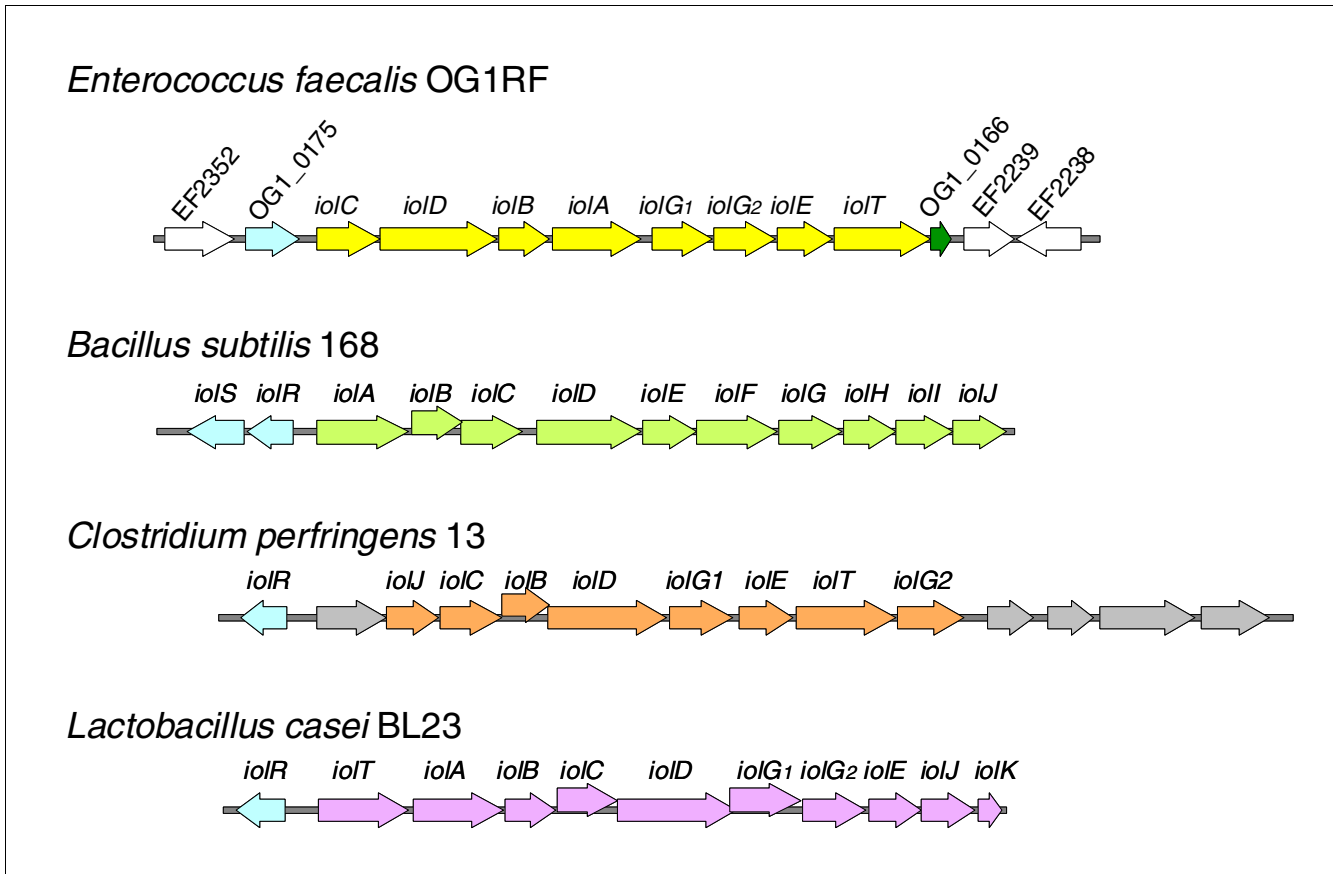 Enterococcus faecalis OG1RF
EF2352 OG1_0175 iolC iolD iolB iolA iolG1 iolG2 iolE iolT OG1_0166 EF2239 EF2238
Bacillus subtilis 168
iolS iolR iolA iolB iolC iolD iolE iolF iolG iolH iolI iolJ
Clostridium perfringens 13
iolR iolJ iolC iolB iolD iolG1 iolE iolT iolG2
Lactobacillus casei BL23
iolR iolT iolA iolB iolC iolD iolG1 iolG2 iolE iolJ iolK